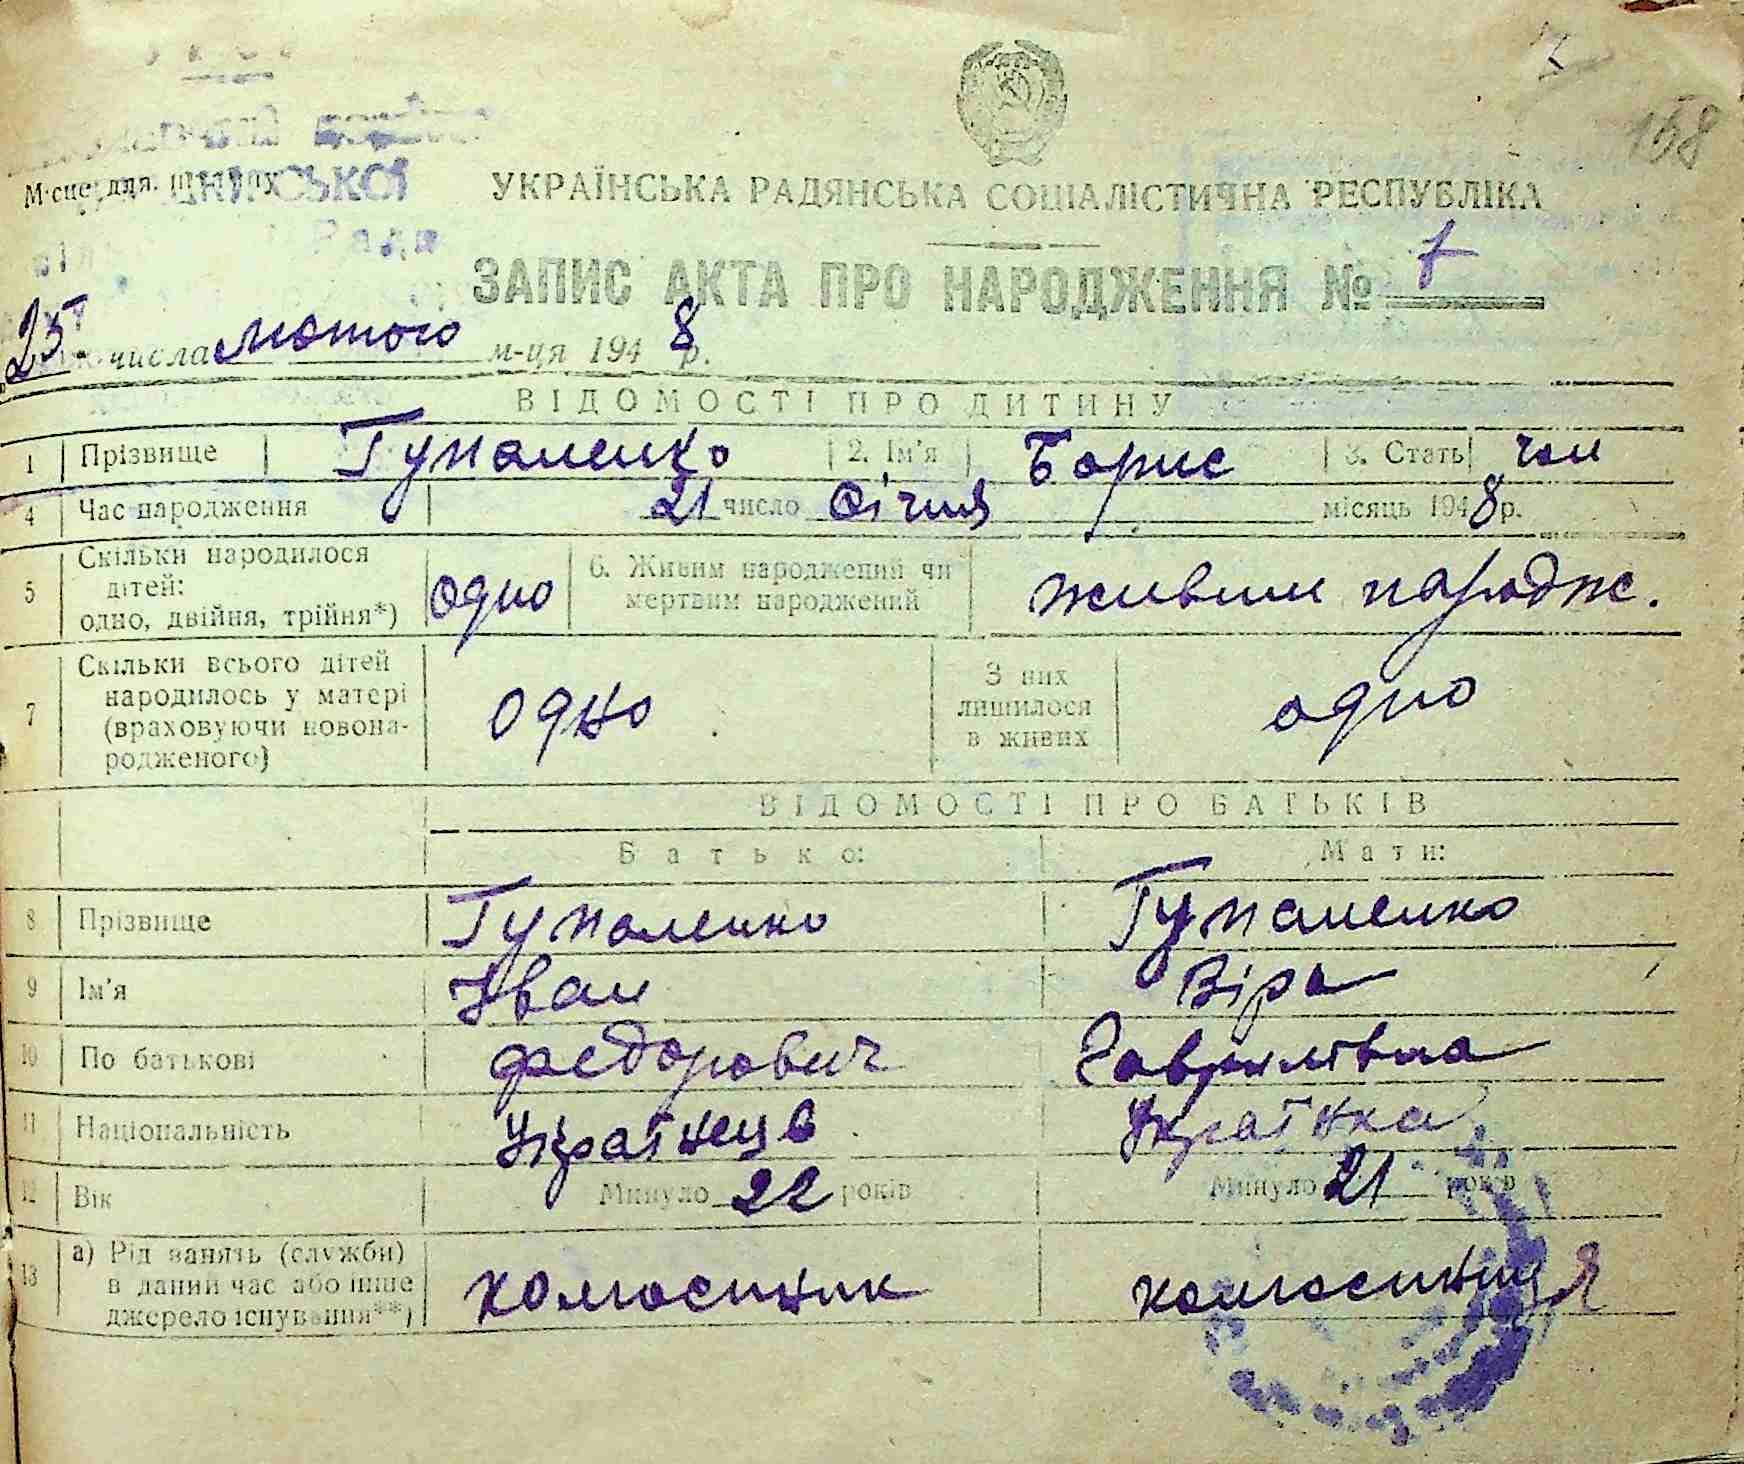 168
Місце для штампу
УКРАЇНСЬКА РАДЯНСЬКА СОЦІАЛІСТИЧНА РЕСПУБЛІКА
ЗАПИС АКТА ПРО НАРОДЖЕННЯ №
25 числа лютого м-ця 1948 р.
ВІДОМОСТІ ПРО ДИТИНУ
1 Прізвище Гупаленко 2. Ім'я Борис 3. Стать чол
4 Час народження 21 число січня місяць 1948 р.
5 Скільки народилося дітей: одно, двійня, трійня*) одно 6. Живим народжений чи мертвим народжений живим народж.
7 Скільки всього дітей народилось у матері (враховуючи новонародженого) одно З них лишилося в живих одно
ВІДОМОСТІ ПРО БАТЬКІВ
Батько: Мати:
8 Прізвище Гупаленко Гупаленко
9 Ім'я Іван Віра
10 По батькові Федорович Гаврилівна
11 Національність Українець Українка
12 Вік Минуло 22 років Минуло 21 років
13 а) Рід занять (служби) в даний час або інше джерело існування**) колгоспник колгоспниця